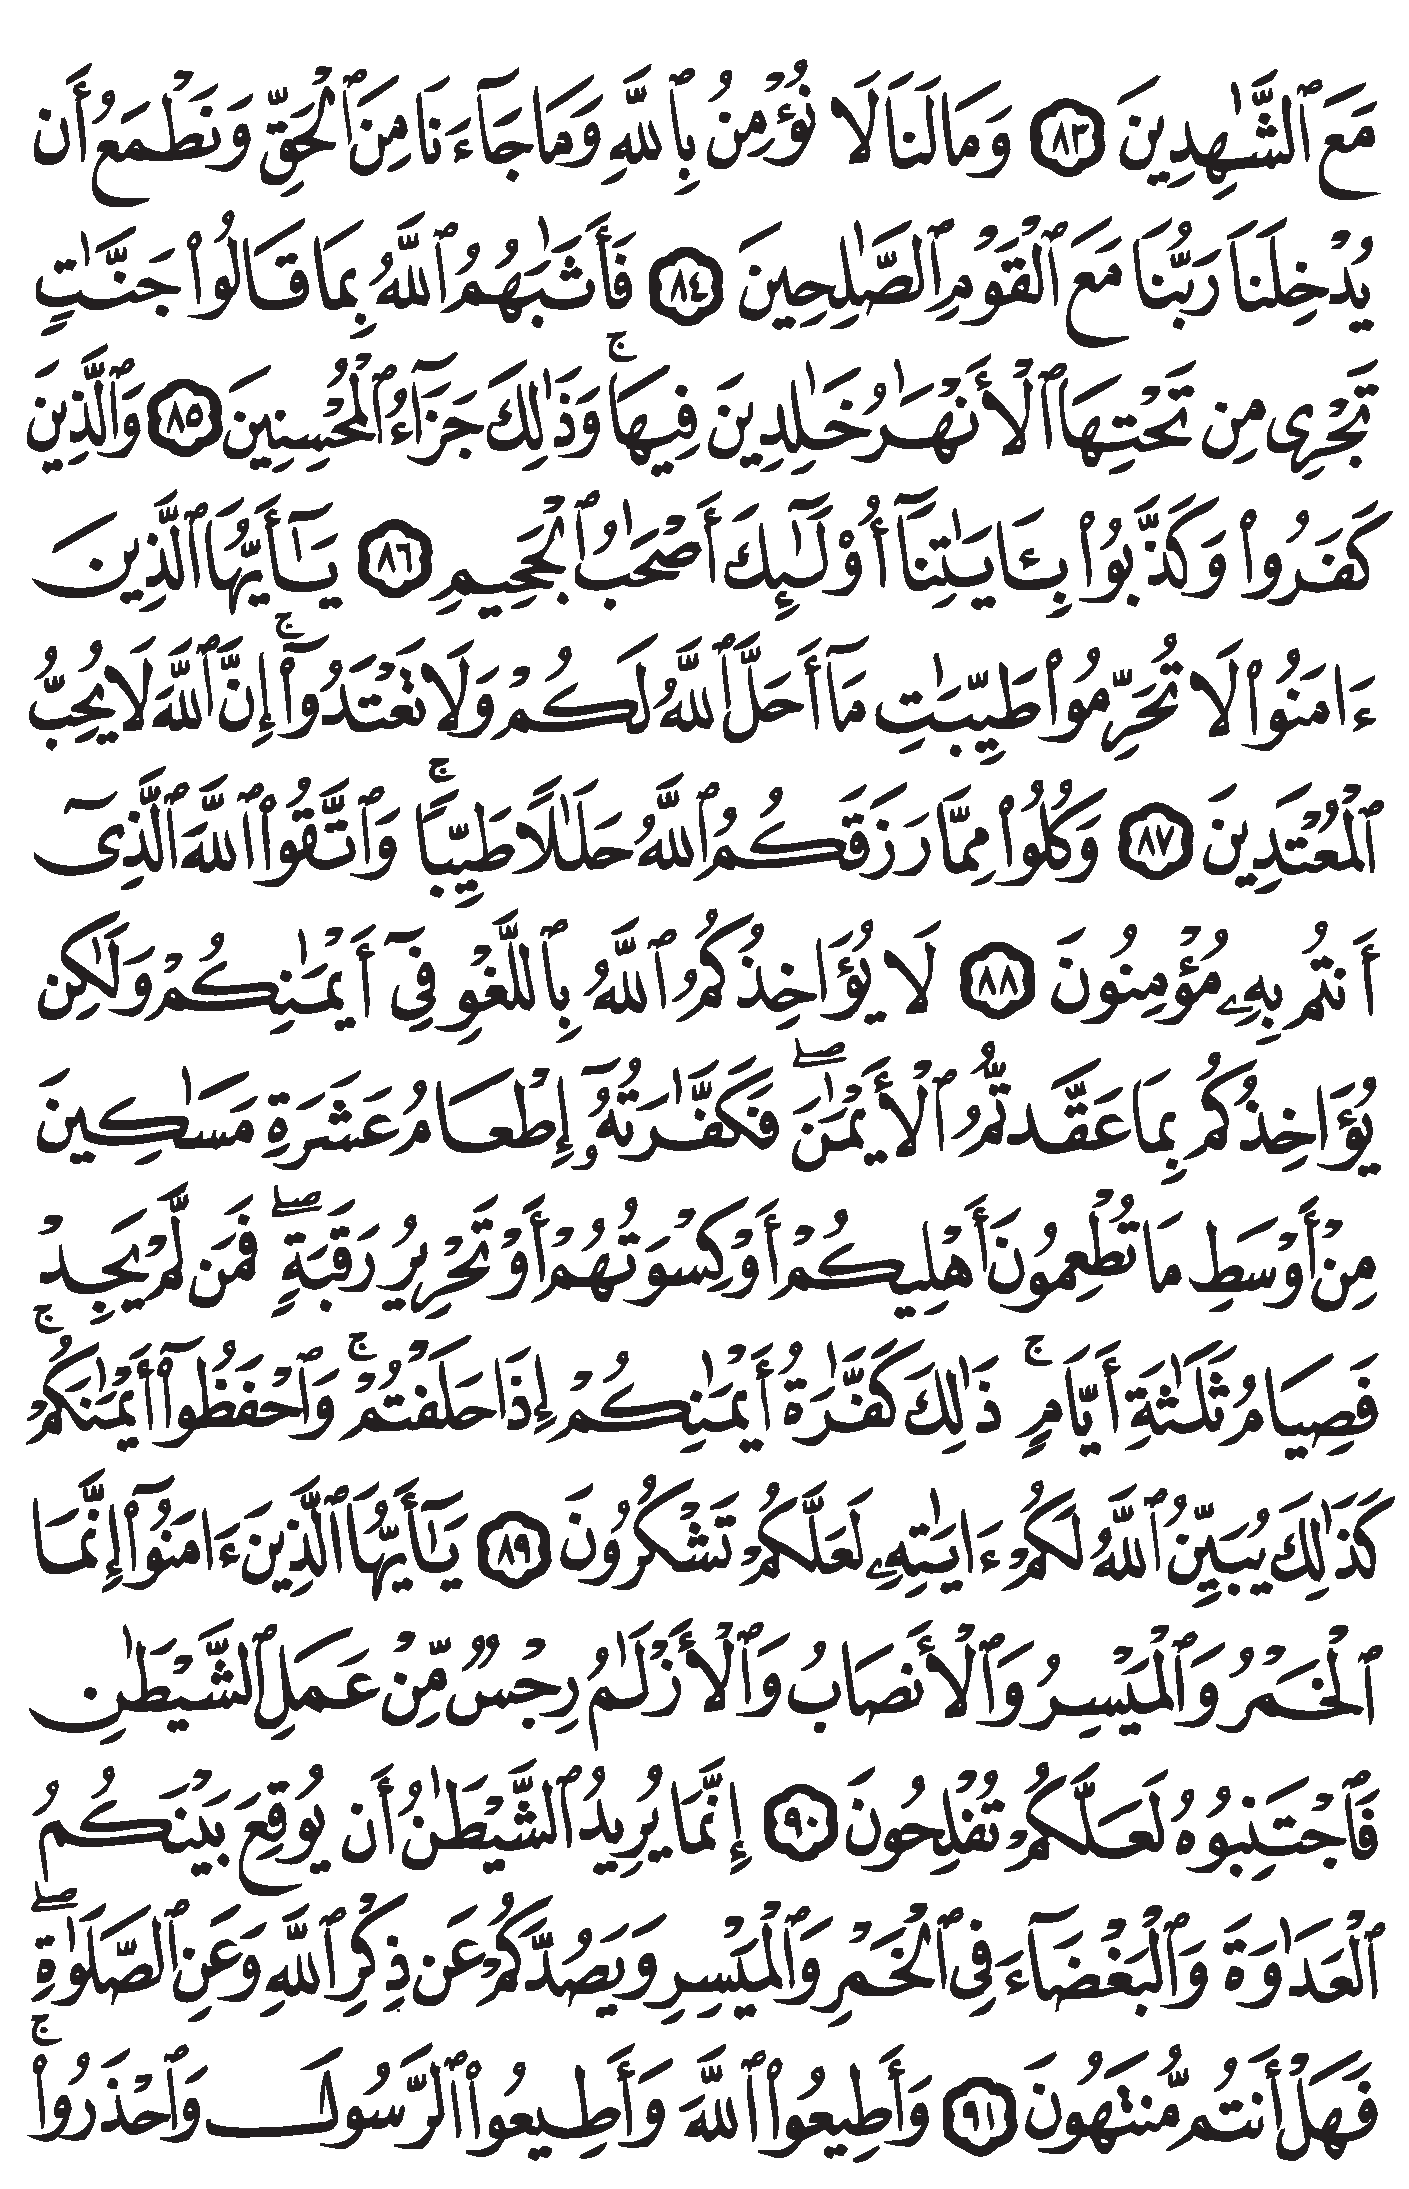 مَعَ ٱلشَّـٰهِدِينَ ٨٣ وَمَا لَنَا لَا نُؤْمِنُ بِٱللَّهِ وَمَا جَآءَنَا مِنَ ٱلْحَقِّ وَنَطْمَعُ أَن
يُدْخِلَنَا رَبُّنَا مَعَ ٱلْقَوْمِ ٱلصَّـٰلِحِينَ ٨٤ فَأَثَـٰبَهُمُ ٱللَّهُ بِمَا قَالُوا۟ جَنَّـٰتٍ
تَجْرِى مِن تَحْتِهَا ٱلْأَنْهَـٰرُ خَـٰلِدِينَ فِيهَا ۚ وَذَٰلِكَ جَزَآءُ ٱلْمُحْسِنِينَ ٨٥ وَٱلَّذِينَ
كَفَرُوا۟ وَكَذَّبُوا۟ بِـَٔايَـٰتِنَآ أُو۟لَـٰٓئِكَ أَصْحَـٰبُ ٱلْجَحِيمِ ٨٦ يَـٰٓأَيُّهَا ٱلَّذِينَ
ءَامَنُوا۟ لَا تُحَرِّمُوا۟ طَيِّبَـٰتِ مَآ أَحَلَّ ٱللَّهُ لَكُمْ وَلَا تَعْتَدُوٓا۟ ۚ إِنَّ ٱللَّهَ لَا يُحِبُّ
ٱلْمُعْتَدِينَ ٨٧ وَكُلُوا۟ مِمَّا رَزَقَكُمُ ٱللَّهُ حَلَـٰلًا طَيِّبًا ۚ وَٱتَّقُوا۟ ٱللَّهَ ٱلَّذِىٓ
أَنتُم بِهِۦ مُؤْمِنُونَ ٨٨ لَا يُؤَاخِذُكُمُ ٱللَّهُ بِٱللَّغْوِ فِىٓ أَيْمَـٰنِكُمْ وَلَـٰكِن
يُؤَاخِذُكُم بِمَا عَقَّدتُّمُ ٱلْأَيْمَـٰنَ ۖ فَكَفَّـٰرَتُهُۥٓ إِطْعَامُ عَشَرَةِ مَسَـٰكِينَ
مِنْ أَوْسَطِ مَا تُطْعِمُونَ أَهْلِيكُمْ أَوْ كِسْوَتُهُمْ أَوْ تَحْرِيرُ رَقَبَةٍ ۖ فَمَن لَّمْ يَجِدْ
فَصِيَامُ ثَلَـٰثَةِ أَيَّامٍ ۚ ذَٰلِكَ كَفَّـٰرَةُ أَيْمَـٰنِكُمْ إِذَا حَلَفْتُمْ ۚ وَٱحْفَظُوٓا۟ أَيْمَـٰنَكُمْ ۚ
كَذَٰلِكَ يُبَيِّنُ ٱللَّهُ لَكُمْ ءَايَـٰتِهِۦ لَعَلَّكُمْ تَشْكُرُونَ ٨٩ يَـٰٓأَيُّهَا ٱلَّذِينَ ءَامَنُوٓا۟ إِنَّمَا
ٱلْخَمْرُ وَٱلْمَيْسِرُ وَٱلْأَنصَابُ وَٱلْأَزْلَـٰمُ رِجْسٌ مِّنْ عَمَلِ ٱلشَّيْطَـٰنِ
فَٱجْتَنِبُوهُ لَعَلَّكُمْ تُفْلِحُونَ ٩٠ إِنَّمَا يُرِيدُ ٱلشَّيْطَـٰنُ أَن يُوقِعَ بَيْنَكُمُ
ٱلْعَدَٰوَةَ وَٱلْبَغْضَآءَ فِى ٱلْخَمْرِ وَٱلْمَيْسِرِ وَيَصُدَّكُمْ عَن ذِكْرِ ٱللَّهِ وَعَنِ ٱلصَّلَوٰةِ ۖ
فَهَلْ أَنتُم مُّنتَهُونَ ٩١ وَأَطِيعُوا۟ ٱللَّهَ وَأَطِيعُوا۟ ٱلرَّسُولَ وَٱحْذَرُوا۟ ۚ